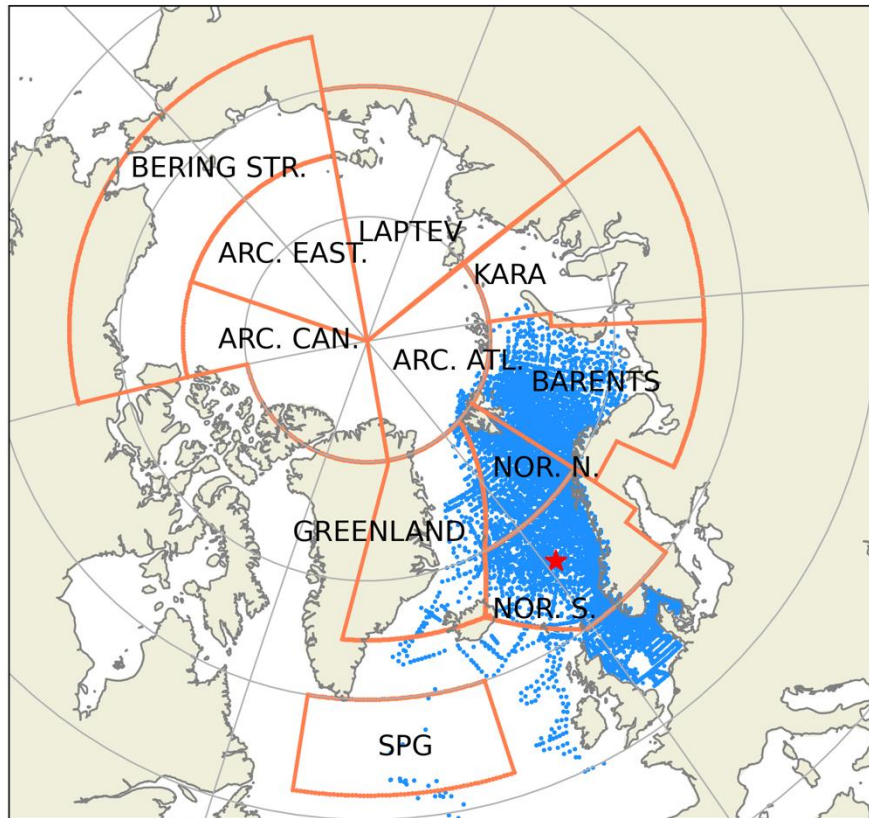 BERING STR.
LAPTEV
ARC. EAST.
KARA
ARC. CAN.
ARC. ATL.
BARENTS
NOR. N.
GREENLAND
NOR. S.
SPG